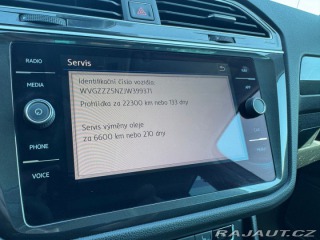 RADIO
MEDIA
PHONE
VOICE
Servis
Identifikační číslo vozidla:
WVGZZZ5NZJW399371
Prohlídka za 22300 km nebo 133 dny
Servis výměny oleje
za 6600 km nebo 210 dny
RAJAUT.CZ